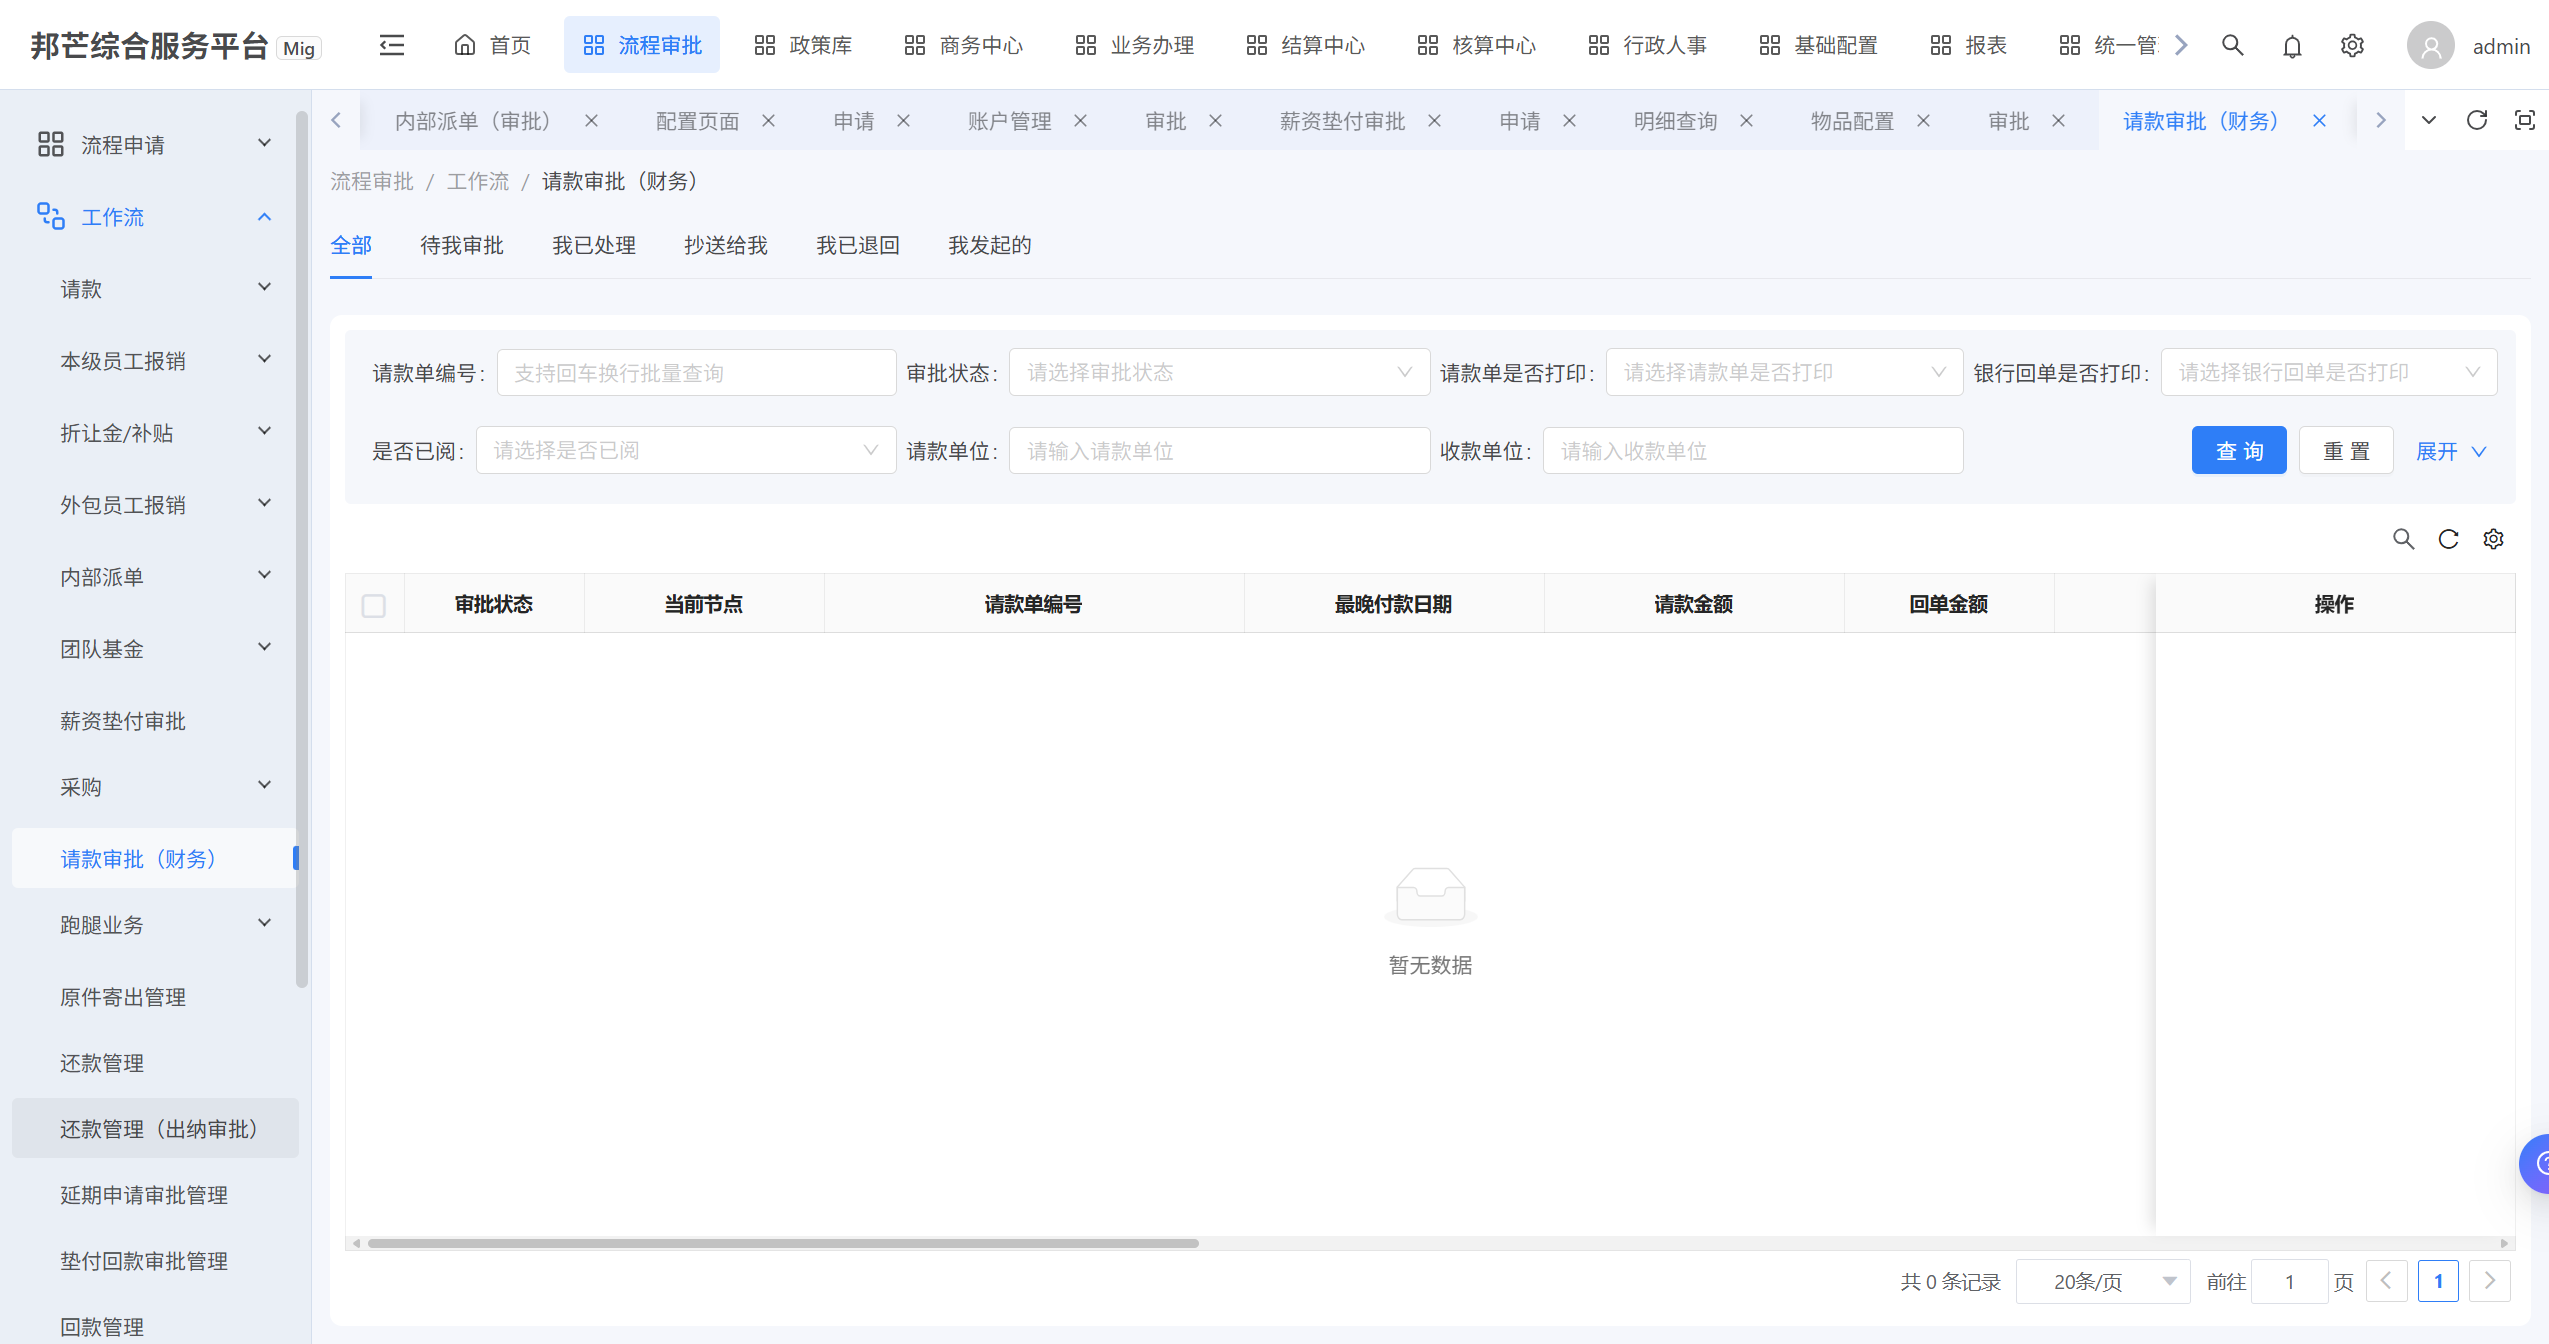 邦芒综合服务平台 Mig 首页 流程审批 政策库 商务中心 业务办理 结算中心 核算中心 行政人事 基础配置 报表 统一管 admin
内部派单（审批） 配置页面 申请 账户管理 审批 薪资垫付审批 申请 明细查询 物品配置 审批 请款审批（财务）
流程申请
工作流
请款
本级员工报销
折让金/补贴
外包员工报销
内部派单
团队基金
薪资垫付审批
采购
请款审批（财务）
跑腿业务
原件寄出管理
还款管理
还款管理（出纳审批）
延期申请审批管理
垫付回款审批管理
回款管理
流程审批 / 工作流 / 请款审批（财务）
全部 待我审批 我已处理 抄送给我 我已退回 我发起的
请款单编号: 支持回车换行批量查询 审批状态: 请选择审批状态 请款单是否打印: 请选择请款单是否打印 银行回单是否打印: 请选择银行回单是否打印
是否已阅: 请选择是否已阅 请款单位: 请输入请款单位 收款单位: 请输入收款单位 查 询 重 置 展开
审批状态 当前节点 请款单编号 最晚付款日期 请款金额 回单金额 操作
暂无数据
共 0 条记录 20条/页 前往 1 页 1